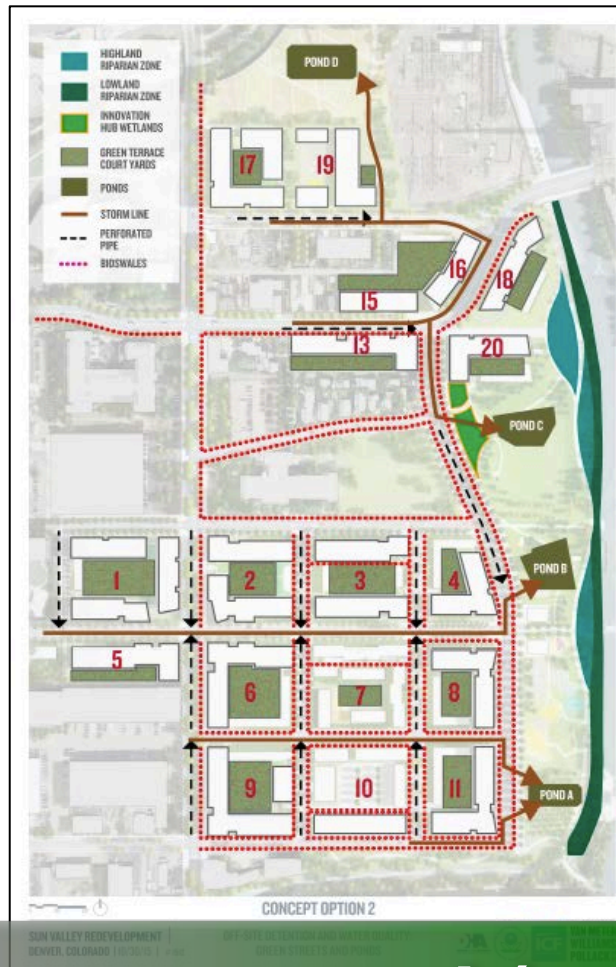 HIGHLAND
RIPARIAN ZONE
LOWLAND
RIPARIAN ZONE
INNOVATION
HUB WETLANDS
GREEN TERRACE
COURT YARDS
PONDS
STORM LINE
PERFORATED
PIPE
BIOSWALES
POND D
17
19
16
18
15
13
20
POND C
1
2
3
4
POND B
5
6
7
8
9
10
11
POND A
CONCEPT OPTION 2
SUN VALLEY REDEVELOPMENT
DENVER, COLORADO
OFF-SITE DETENTION AND WATER QUALITY
GREEN STREETS AND PONDS